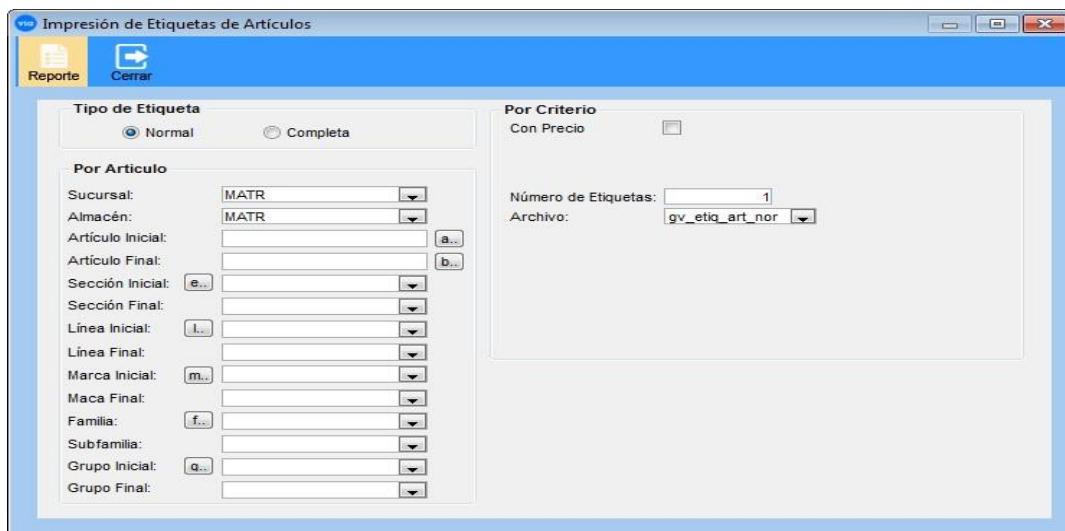 via Impresión de Etiquetas de Artículos
Reporte
Cerrar
Tipo de Etiqueta
Normal
Completa
Por Articulo
Sucursal: MATR
Almacén: MATR
Artículo Inicial: a..
Artículo Final: b..
Sección Inicial: e..
Sección Final:
Línea Inicial: l..
Línea Final:
Marca Inicial: m..
Maca Final:
Familia: f..
Subfamilia:
Grupo Inicial: g..
Grupo Final:
Por Criterio
Con Precio
Número de Etiquetas: 1
Archivo: gv_etiq_art_nor